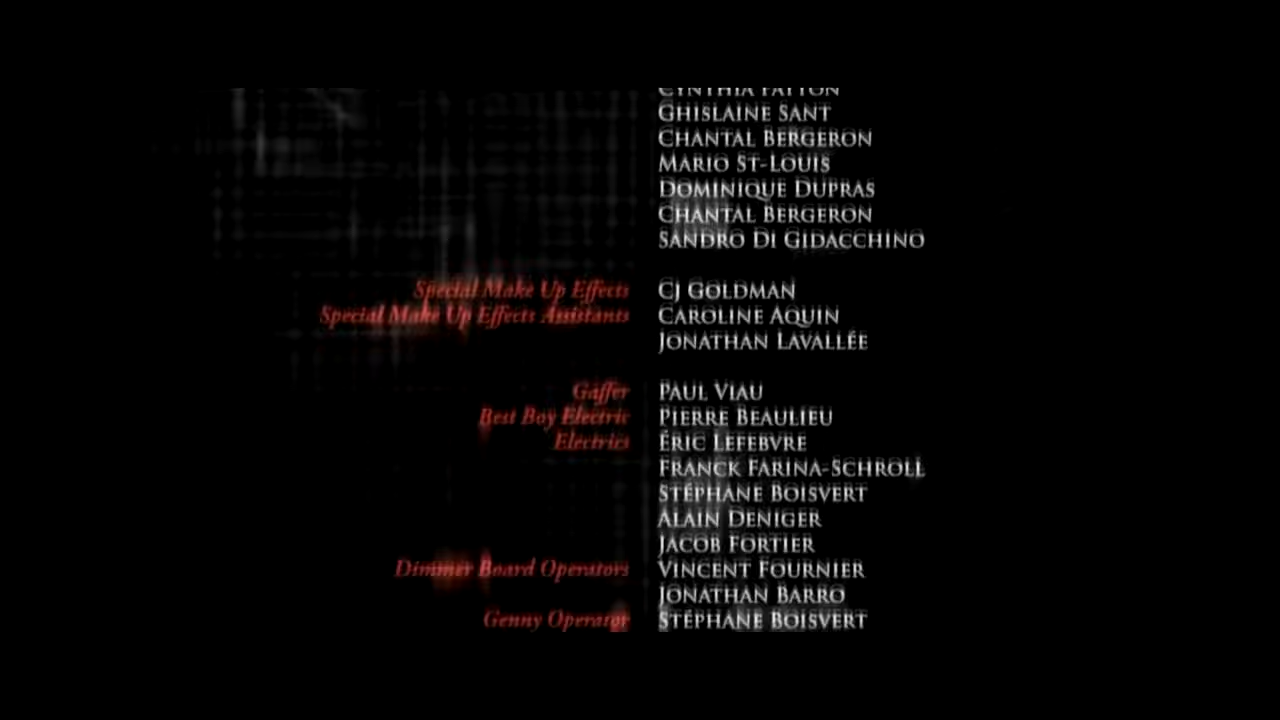 Cynthia Patton
Ghislaine Sant
Chantal Bergeron
Mario St-Louis
Dominique Dupras
Chantal Bergeron
Sandro Di Gidacchino
Special Make Up Effects CJ Goldman
Special Make Up Effects Assistants Caroline Aquin
Jonathan Lavallée
Gaffer Paul Viau
Best Boy Electric Pierre Beaulieu
Electrics Éric Lefebvre
Franck Farina-Schroll
Stéphane Boisvert
Alain Deniger
Jacob Fortier
Dimmer Board Operators Vincent Fournier
Jonathan Barro
Genny Operator Stéphane Boisvert